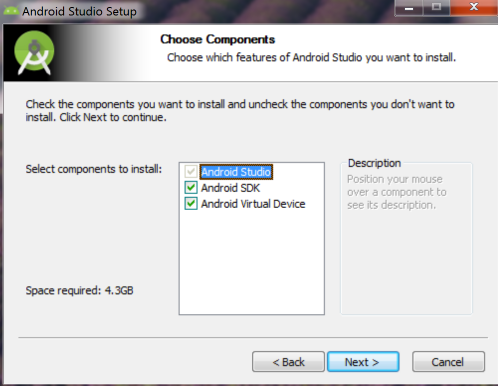 Android Studio Setup
Choose Components
Choose which features of Android Studio you want to install.
Check the components you want to install and uncheck the components you don't want to
install. Click Next to continue.
Select components to install:
Android Studio
Android SDK
Android Virtual Device
Description
Position your mouse
over a component to
see its description.
Space required: 4.3GB
< Back
Next >
Cancel